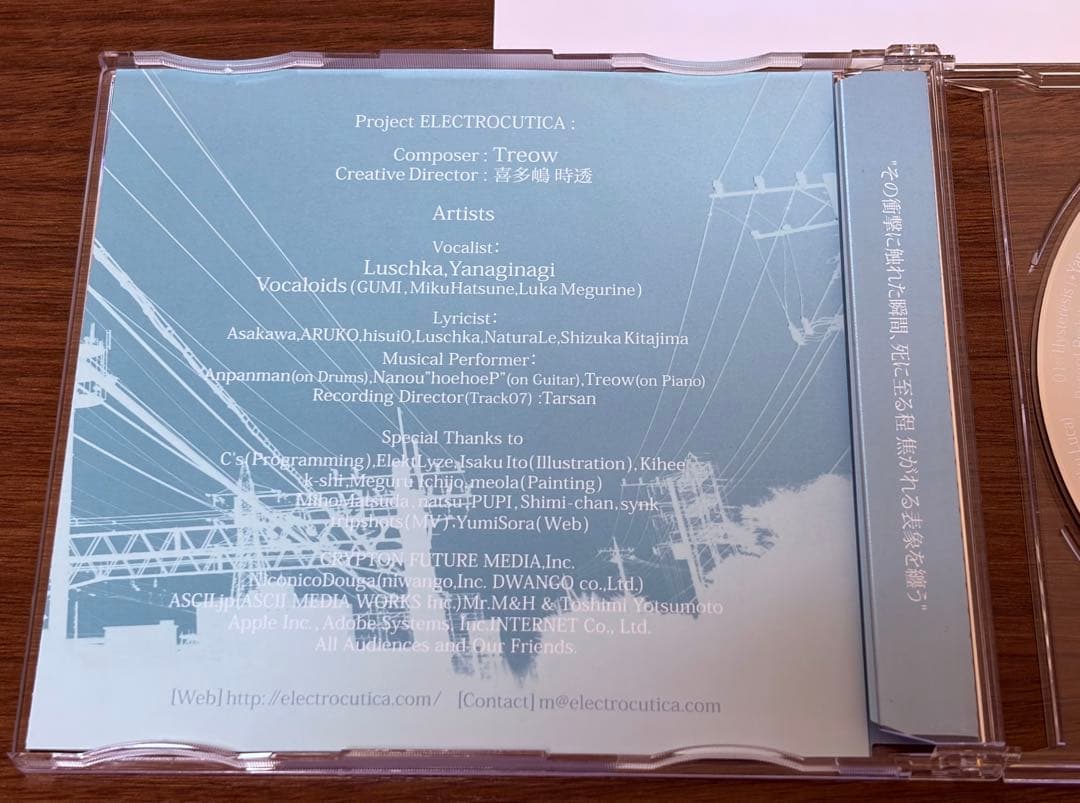 Project ELECTROCUTICA :
Composer : Treow
Creative Director : 喜多嶋 時透
Artists
Vocalist:
Luschka,Yanaginagi
Vocaloids (GUMI, MikuHatsune,Luka Megurine)
Lyricist:
Asakawa,ARUKO,hisui0,Luschka,NaturaLe,Shizuka Kitajima
Musical Performer:
Anpanman(on Drums),Nanou"hoehoeP"(on Guitar),Treow(on Piano)
Recording Director(Track07) :Tarsan
Special Thanks to
C's(Programming),ElektLyze,Isaku Ito(Illustration), Kihee
k-shi, Meguru Ichijo, meola(Painting)
MihoMatsuda, natsu, PUPI, Shimi-chan, synk
Tripshots(MV),YumiSora(Web)
CRYPTON FUTURE MEDIA,Inc.
NiconicoDouga(niwango,Inc. DWANGO co.,Ltd.)
ASCII.jp(ASCII MEDIA WORKS Inc.)Mr.M&H & Toshimi Yotsumoto
Apple Inc., Adobe Systems, Inc.INTERNET Co., Ltd.
All Audiences and Our Friends.
[Web] http://electrocutica.com/ [Contact] m@electrocutica.com
"その衝撃に触れた瞬間、死に至る程 焦がれる表象を纏う"